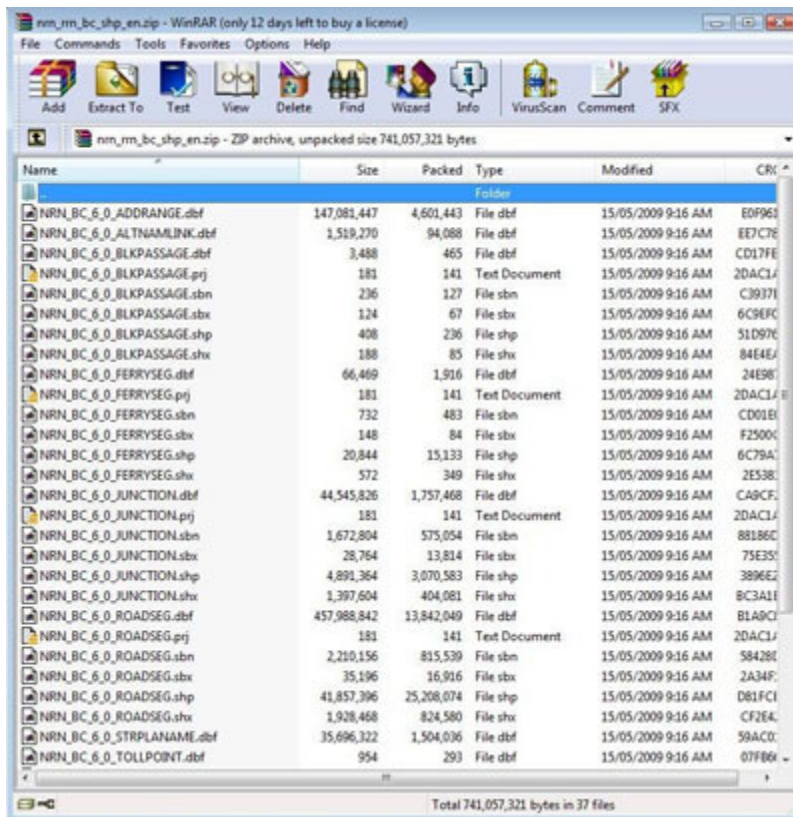 nrn_rrn_bc_shp_en.zip - WinRAR (only 12 days left to buy a license)
File Commands Tools Favorites Options Help
Add Extract To Test View Delete Find Wizard Info VirusScan Comment SFX
nrn_rrn_bc_shp_en.zip - ZIP archive, unpacked size 741,057,321 bytes
Name Size Packed Type Modified
.. Folder
NRN_BC_6_0_ADDRANGE.dbf 147,081,447 4,601,443 File dbf 15/05/2009 9:16 AM
NRN_BC_6_0_ALTNAMLINK.dbf 1,519,270 94,088 File dbf 15/05/2009 9:16 AM
NRN_BC_6_0_BLKPASSAGE.dbf 3,488 465 File dbf 15/05/2009 9:16 AM
NRN_BC_6_0_BLKPASSAGE.prj 181 141 Text Document 15/05/2009 9:16 AM
NRN_BC_6_0_BLKPASSAGE.sbn 236 127 File sbn 15/05/2009 9:16 AM
NRN_BC_6_0_BLKPASSAGE.sbx 124 67 File sbx 15/05/2009 9:16 AM
NRN_BC_6_0_BLKPASSAGE.shp 408 236 File shp 15/05/2009 9:16 AM
NRN_BC_6_0_BLKPASSAGE.shx 188 85 File shx 15/05/2009 9:16 AM
NRN_BC_6_0_FERRYSEG.dbf 66,469 1,916 File dbf 15/05/2009 9:16 AM
NRN_BC_6_0_FERRYSEG.prj 181 141 Text Document 15/05/2009 9:16 AM
NRN_BC_6_0_FERRYSEG.sbn 732 483 File sbn 15/05/2009 9:16 AM
NRN_BC_6_0_FERRYSEG.sbx 148 84 File sbx 15/05/2009 9:16 AM
NRN_BC_6_0_FERRYSEG.shp 20,844 15,133 File shp 15/05/2009 9:16 AM
NRN_BC_6_0_FERRYSEG.shx 572 349 File shx 15/05/2009 9:16 AM
NRN_BC_6_0_JUNCTION.dbf 44,545,826 1,757,468 File dbf 15/05/2009 9:16 AM
NRN_BC_6_0_JUNCTION.prj 181 141 Text Document 15/05/2009 9:16 AM
NRN_BC_6_0_JUNCTION.sbn 1,672,804 575,054 File sbn 15/05/2009 9:16 AM
NRN_BC_6_0_JUNCTION.sbx 28,764 13,814 File sbx 15/05/2009 9:16 AM
NRN_BC_6_0_JUNCTION.shp 4,891,364 3,070,583 File shp 15/05/2009 9:16 AM
NRN_BC_6_0_JUNCTION.shx 1,397,604 404,081 File shx 15/05/2009 9:16 AM
NRN_BC_6_0_ROADSEG.dbf 457,988,842 13,842,049 File dbf 15/05/2009 9:16 AM
NRN_BC_6_0_ROADSEG.prj 181 141 Text Document 15/05/2009 9:16 AM
NRN_BC_6_0_ROADSEG.sbn 2,210,156 815,539 File sbn 15/05/2009 9:16 AM
NRN_BC_6_0_ROADSEG.sbx 35,196 16,916 File sbx 15/05/2009 9:16 AM
NRN_BC_6_0_ROADSEG.shp 41,857,396 25,208,074 File shp 15/05/2009 9:16 AM
NRN_BC_6_0_ROADSEG.shx 1,928,468 824,580 File shx 15/05/2009 9:16 AM
NRN_BC_6_0_STRPLANAME.dbf 35,696,322 1,504,036 File dbf 15/05/2009 9:16 AM
NRN_BC_6_0_TOLLPOINT.dbf 954 293 File dbf 15/05/2009 9:16 AM
Total 741,057,321 bytes in 37 files